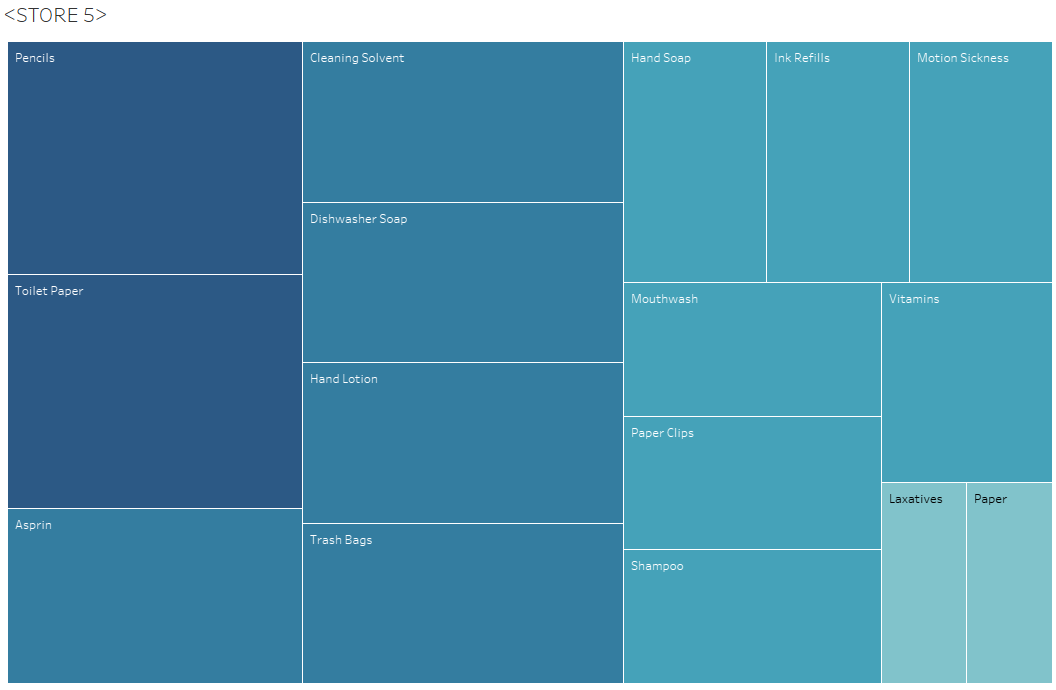 <STORE 5>
Pencils
Toilet Paper
Asprin
Cleaning Solvent
Dishwasher Soap
Hand Lotion
Trash Bags
Hand Soap
Ink Refills
Motion Sickness
Mouthwash
Paper Clips
Shampoo
Vitamins
Laxatives
Paper